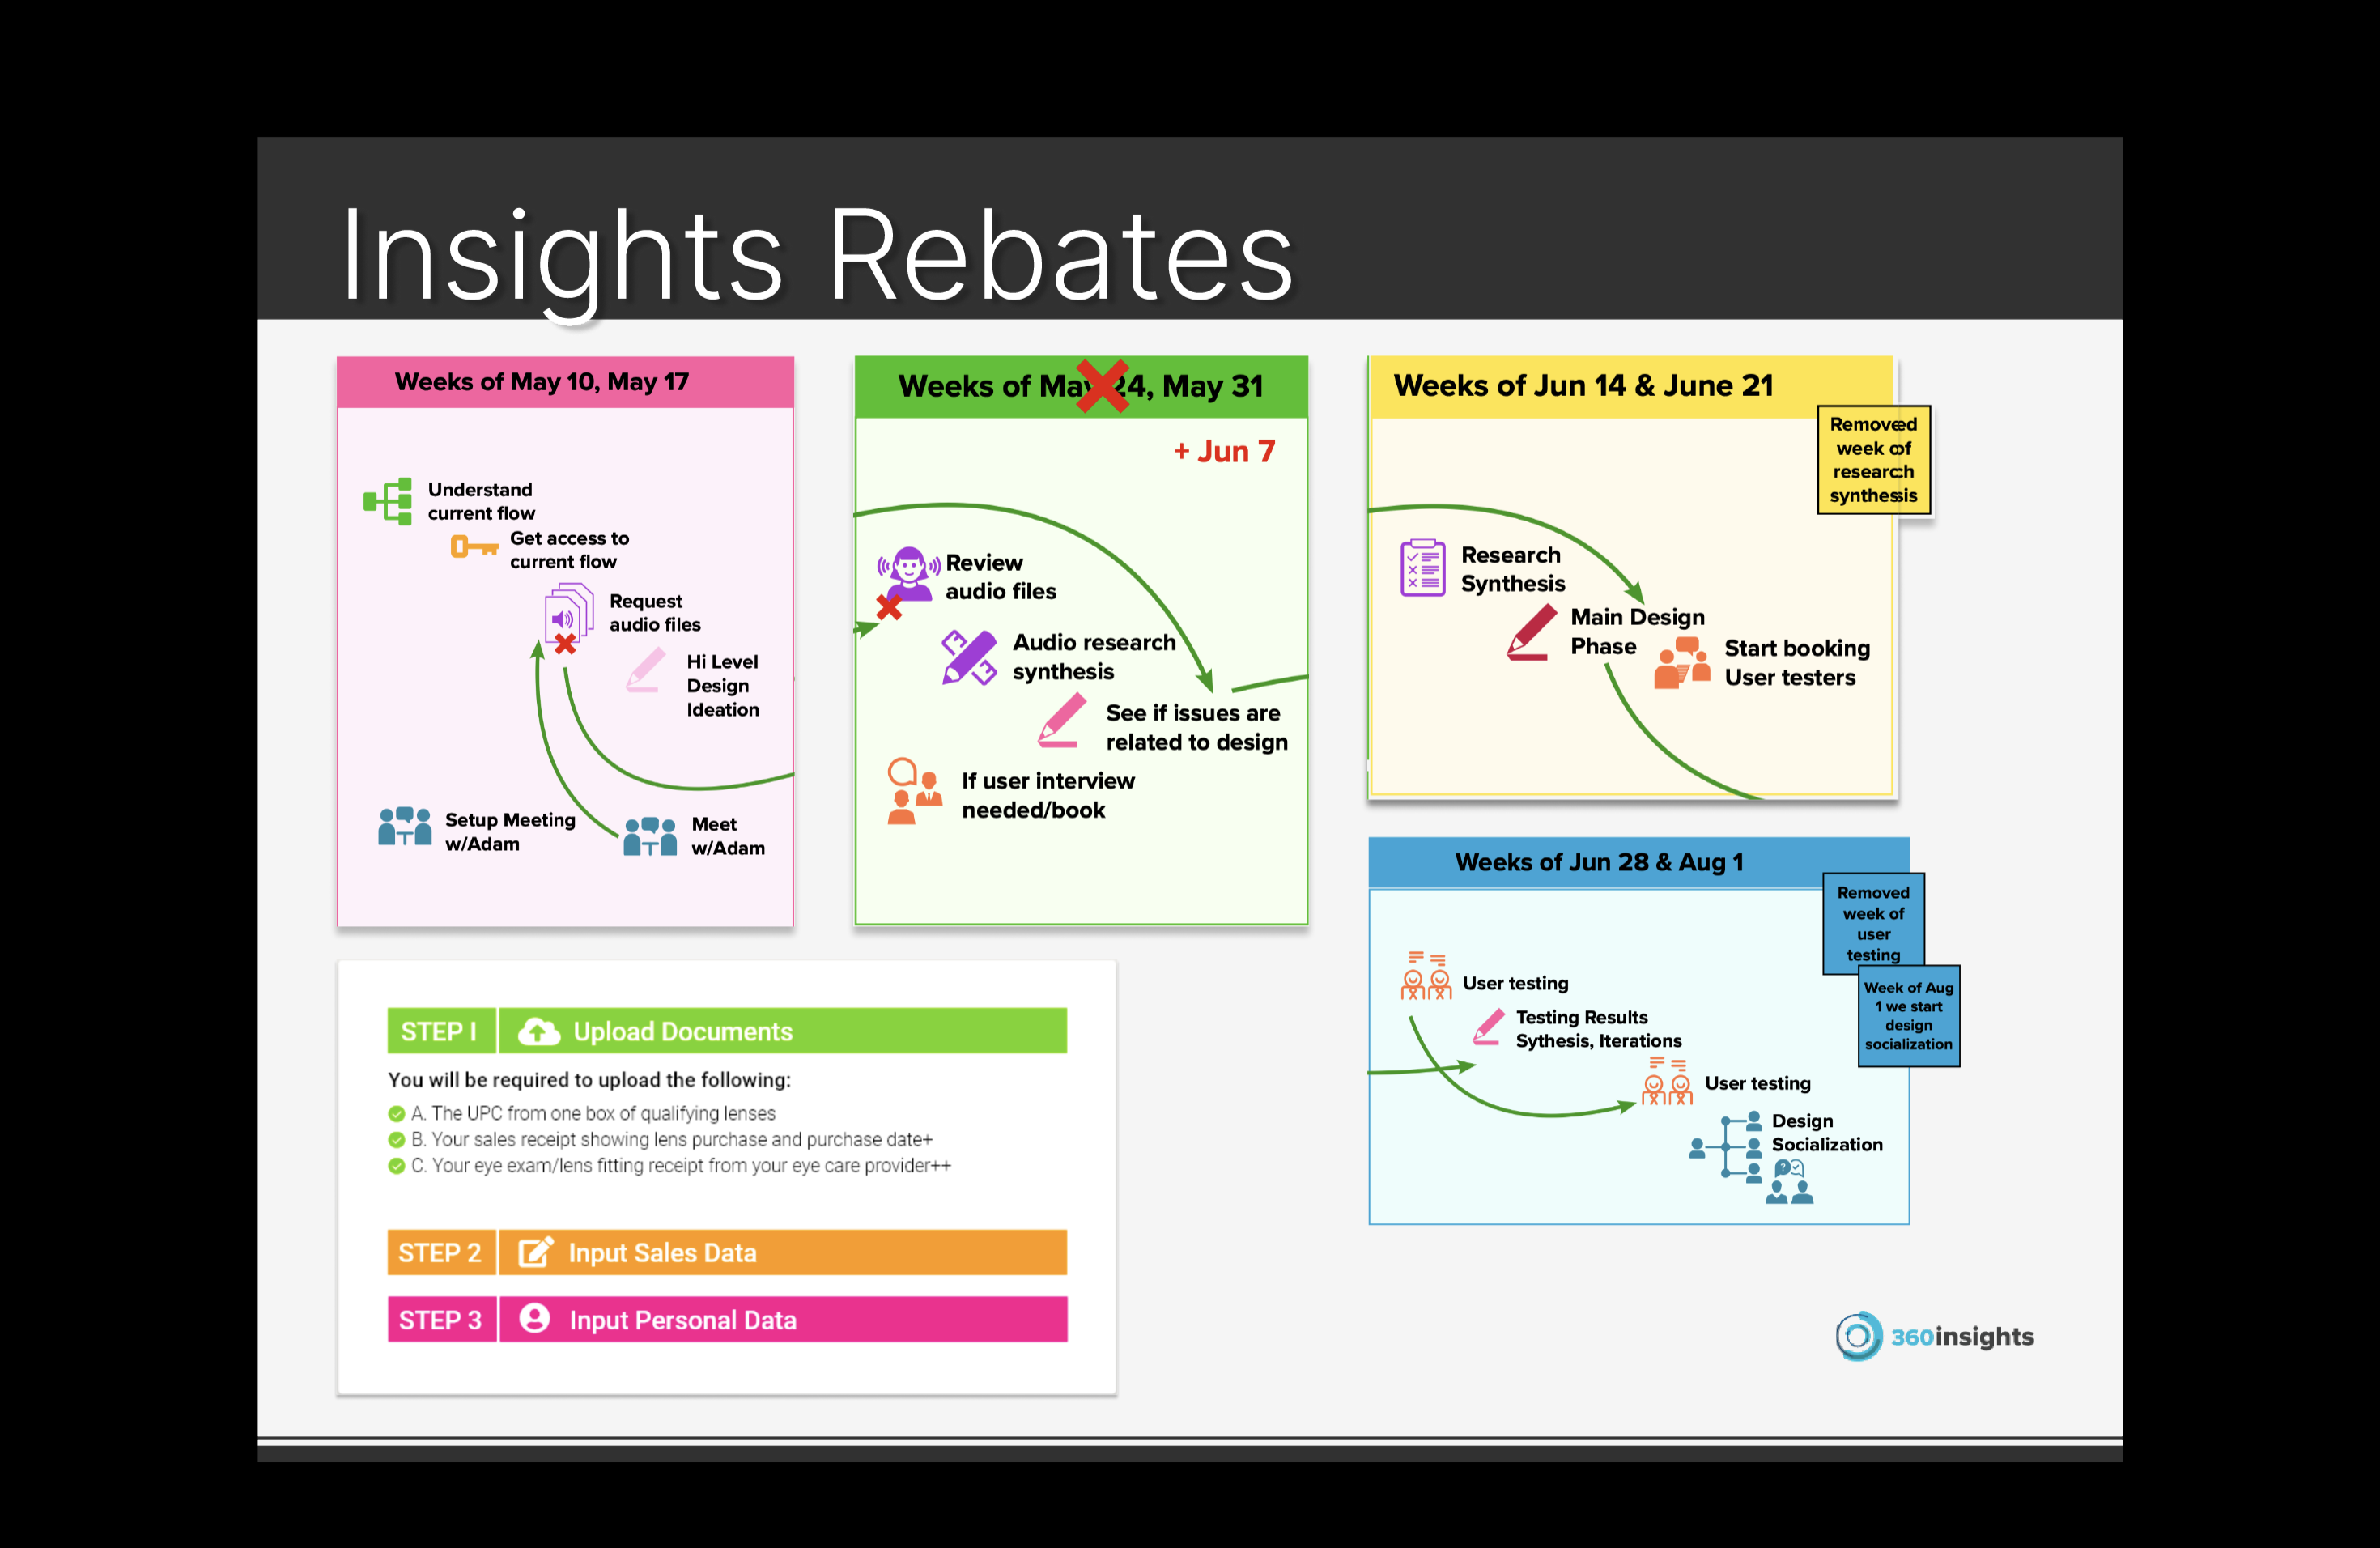 Insights Rebates
Weeks of May 10, May 17
Understand
current flow
Get access to
current flow
Request
audio files
Hi Level
Design
Ideation
Setup Meeting
w/Adam
Meet
w/Adam
Weeks of May 24, May 31
+ Jun 7
Review
audio files
Audio research
synthesis
See if issues are
related to design
If user interview
needed/book
Weeks of Jun 14 & June 21
Removed
week of
research
synthesis
Research
Synthesis
Main Design
Phase
Start booking
User testers
Weeks of Jun 28 & Aug 1
Removed
week of
user
testing
Week of Aug
1 we start
design
socialization
User testing
Testing Results
Sythesis, Iterations
User testing
Design
Socialization
STEP I Upload Documents
You will be required to upload the following:
A. The UPC from one box of qualifying lenses
B. Your sales receipt showing lens purchase and purchase date+
C. Your eye exam/lens fitting receipt from your eye care provider++
STEP 2 Input Sales Data
STEP 3 Input Personal Data
360insights